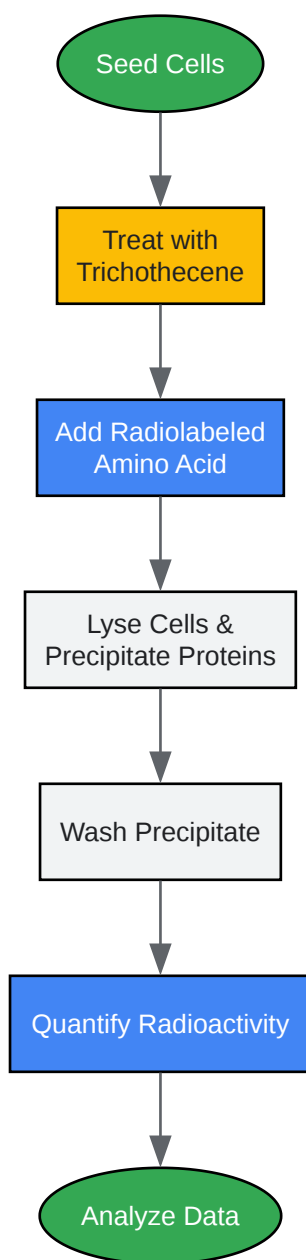 Seed Cells
Treat with
Trichothecene
Add Radiolabeled
Amino Acid
Lyse Cells &
Precipitate Proteins
Wash Precipitate
Quantify Radioactivity
Analyze Data